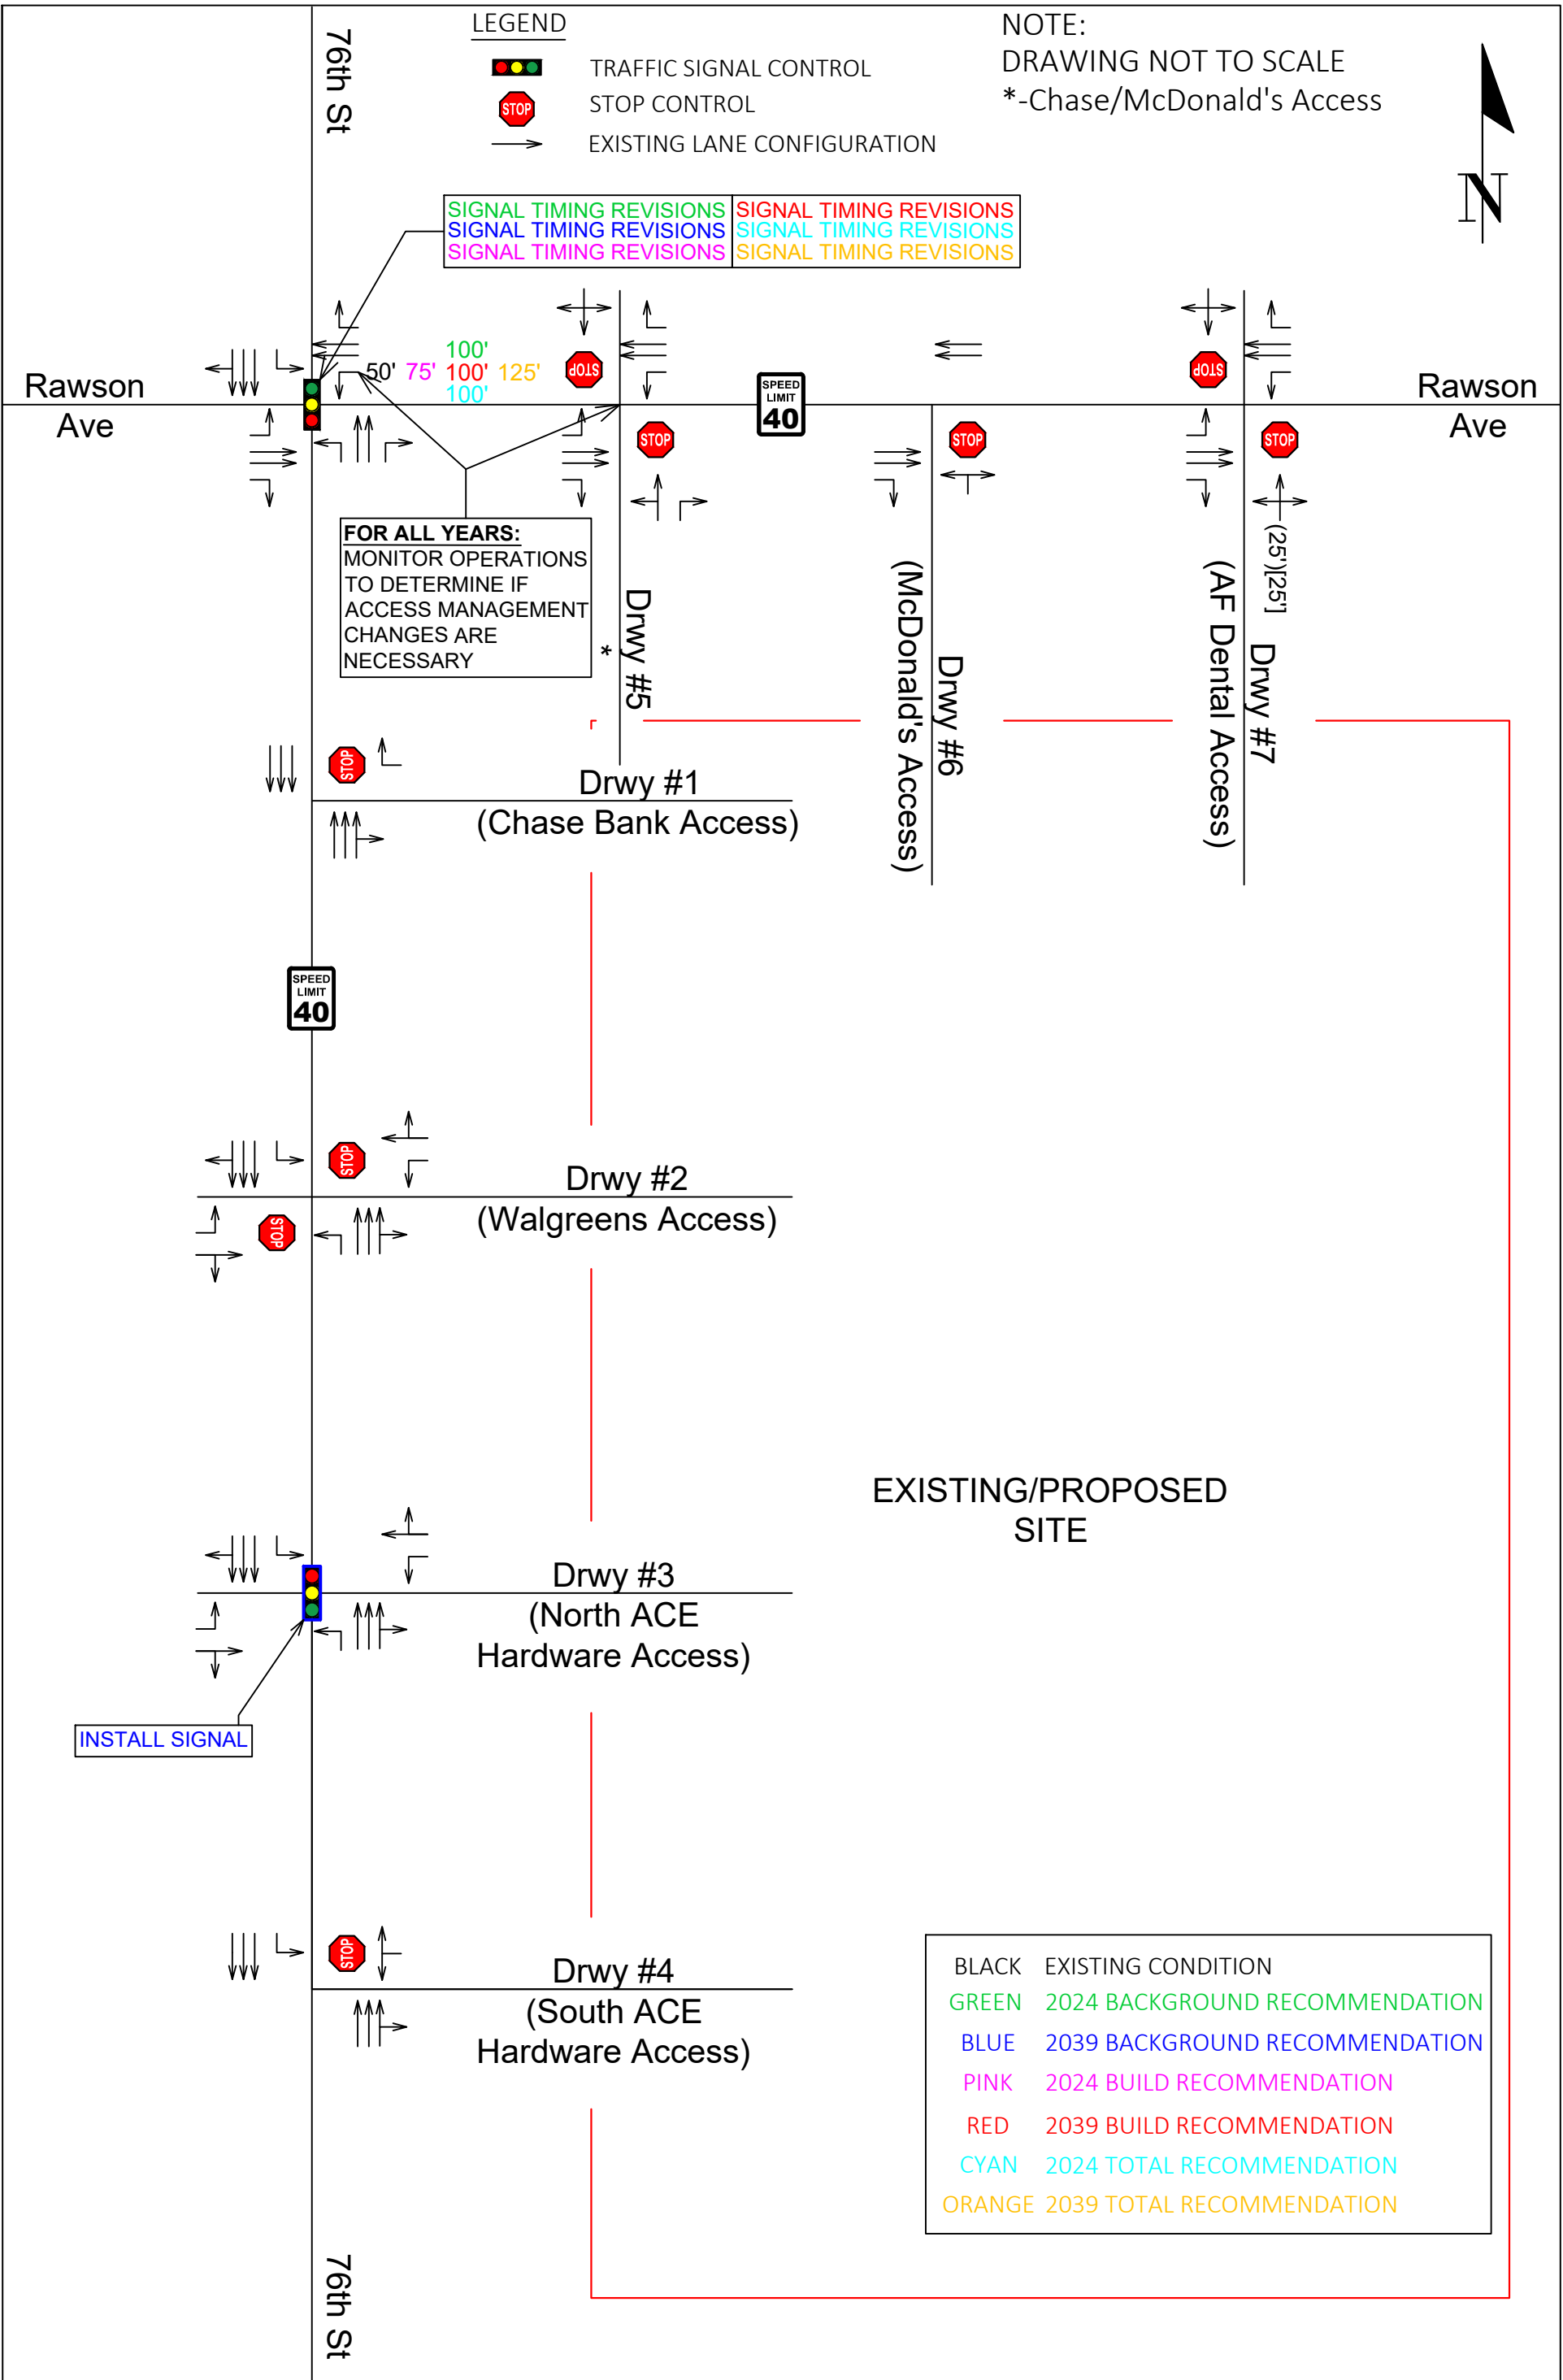 LEGEND
TRAFFIC SIGNAL CONTROL
STOP
STOP CONTROL
EXISTING LANE CONFIGURATION
NOTE:
DRAWING NOT TO SCALE
*-Chase/McDonald's Access
N
76th St
SIGNAL TIMING REVISIONS
SIGNAL TIMING REVISIONS
SIGNAL TIMING REVISIONS
SIGNAL TIMING REVISIONS
SIGNAL TIMING REVISIONS
SIGNAL TIMING REVISIONS
100'
50' 75' 100' 125'
100'
STOP
STOP
Rawson
Ave
SPEED
LIMIT
40
Rawson
Ave
STOP
STOP
STOP
FOR ALL YEARS:
MONITOR OPERATIONS
TO DETERMINE IF
ACCESS MANAGEMENT
CHANGES ARE
NECESSARY
Drwy #5
*
Drwy #6
(McDonald's Access)
(25')[25']
Drwy #7
(AF Dental Access)
STOP
Drwy #1
(Chase Bank Access)
SPEED
LIMIT
40
STOP
Drwy #2
(Walgreens Access)
STOP
EXISTING/PROPOSED
SITE
Drwy #3
(North ACE
Hardware Access)
INSTALL SIGNAL
STOP
Drwy #4
(South ACE
Hardware Access)
BLACK EXISTING CONDITION
GREEN 2024 BACKGROUND RECOMMENDATION
BLUE 2039 BACKGROUND RECOMMENDATION
PINK 2024 BUILD RECOMMENDATION
RED 2039 BUILD RECOMMENDATION
CYAN 2024 TOTAL RECOMMENDATION
ORANGE 2039 TOTAL RECOMMENDATION
76th St